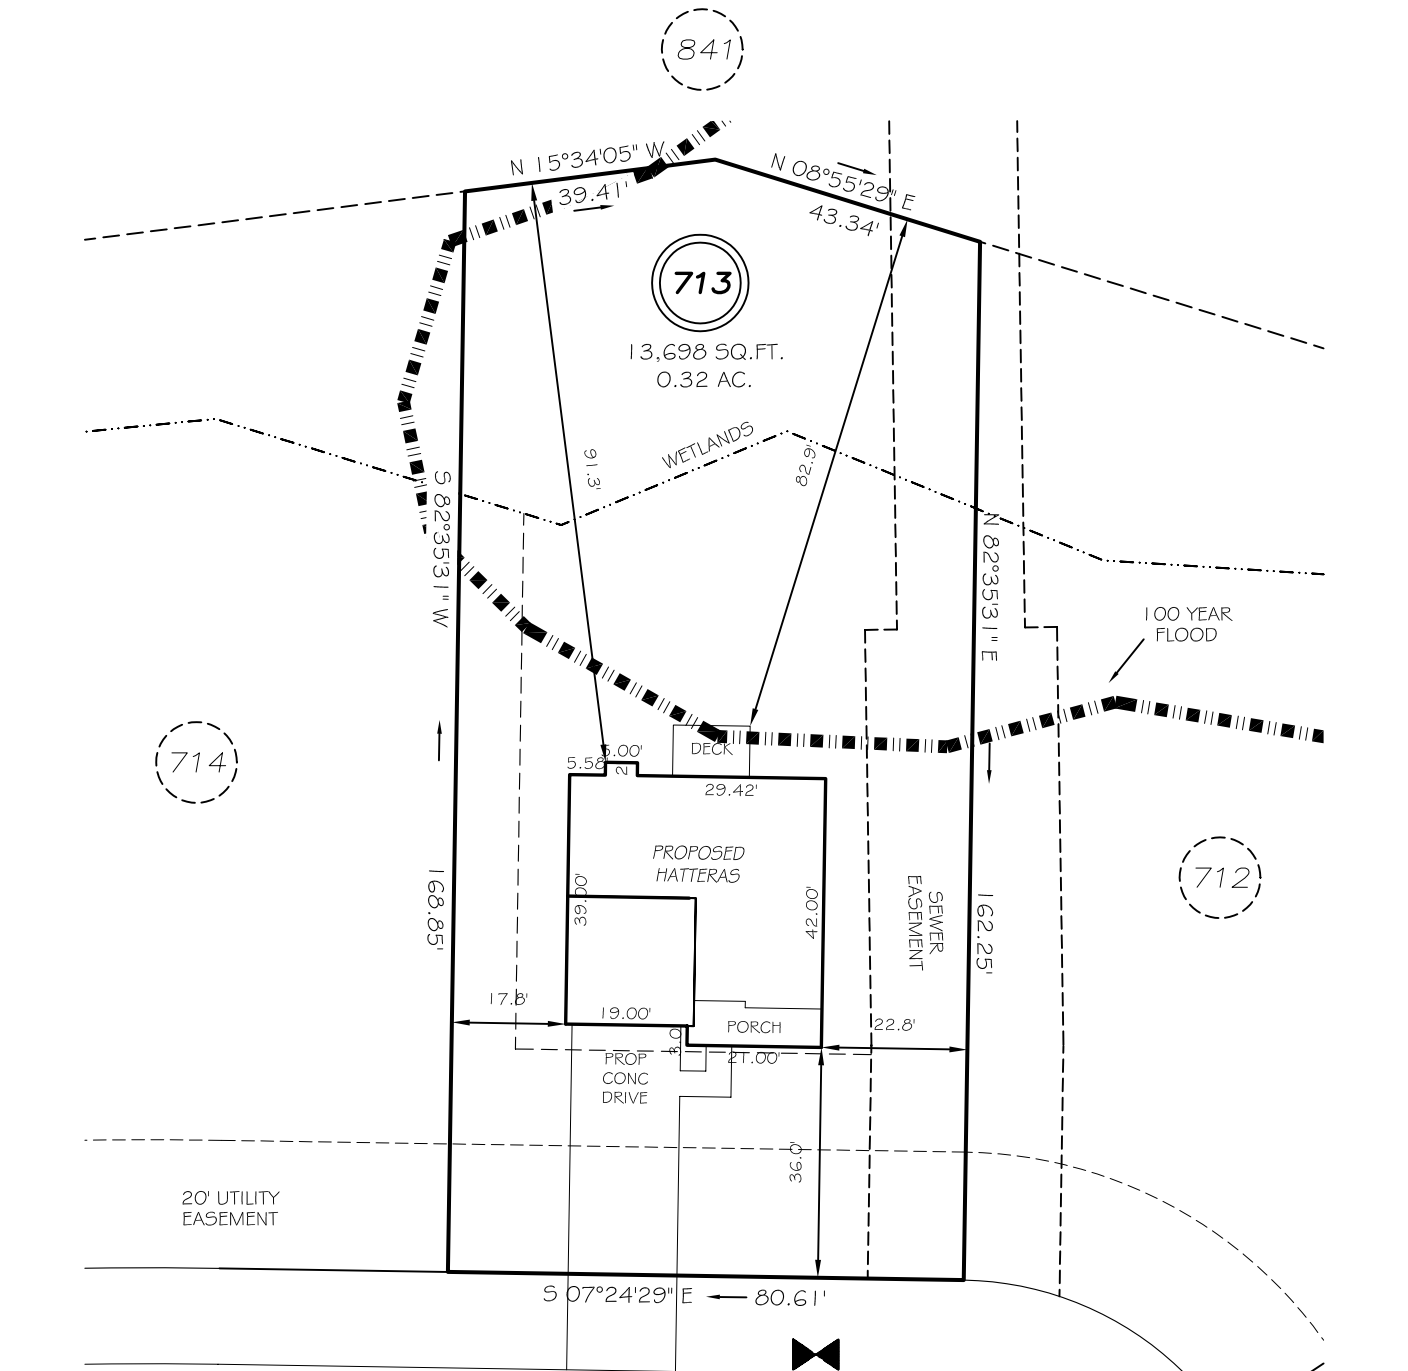 841
N 15°34'05" W
39.41'
N 08°55'29" E
43.34'
713
13,698 SQ.FT.
0.32 AC.
WETLANDS
91.3'
82.9'
S 82°35'31" W
N 82°35'31" E
100 YEAR
FLOOD
714
5.00'
5.58'
2
DECK
29.42'
PROPOSED
HATTERAS
39.00'
42.00'
SEWER
EASEMENT
712
168.85'
162.25'
17.8'
19.00'
PORCH
22.8'
3.0
21.00'
PROP
CONC
DRIVE
36.0'
20' UTILITY
EASEMENT
S 07°24'29" E
80.61'